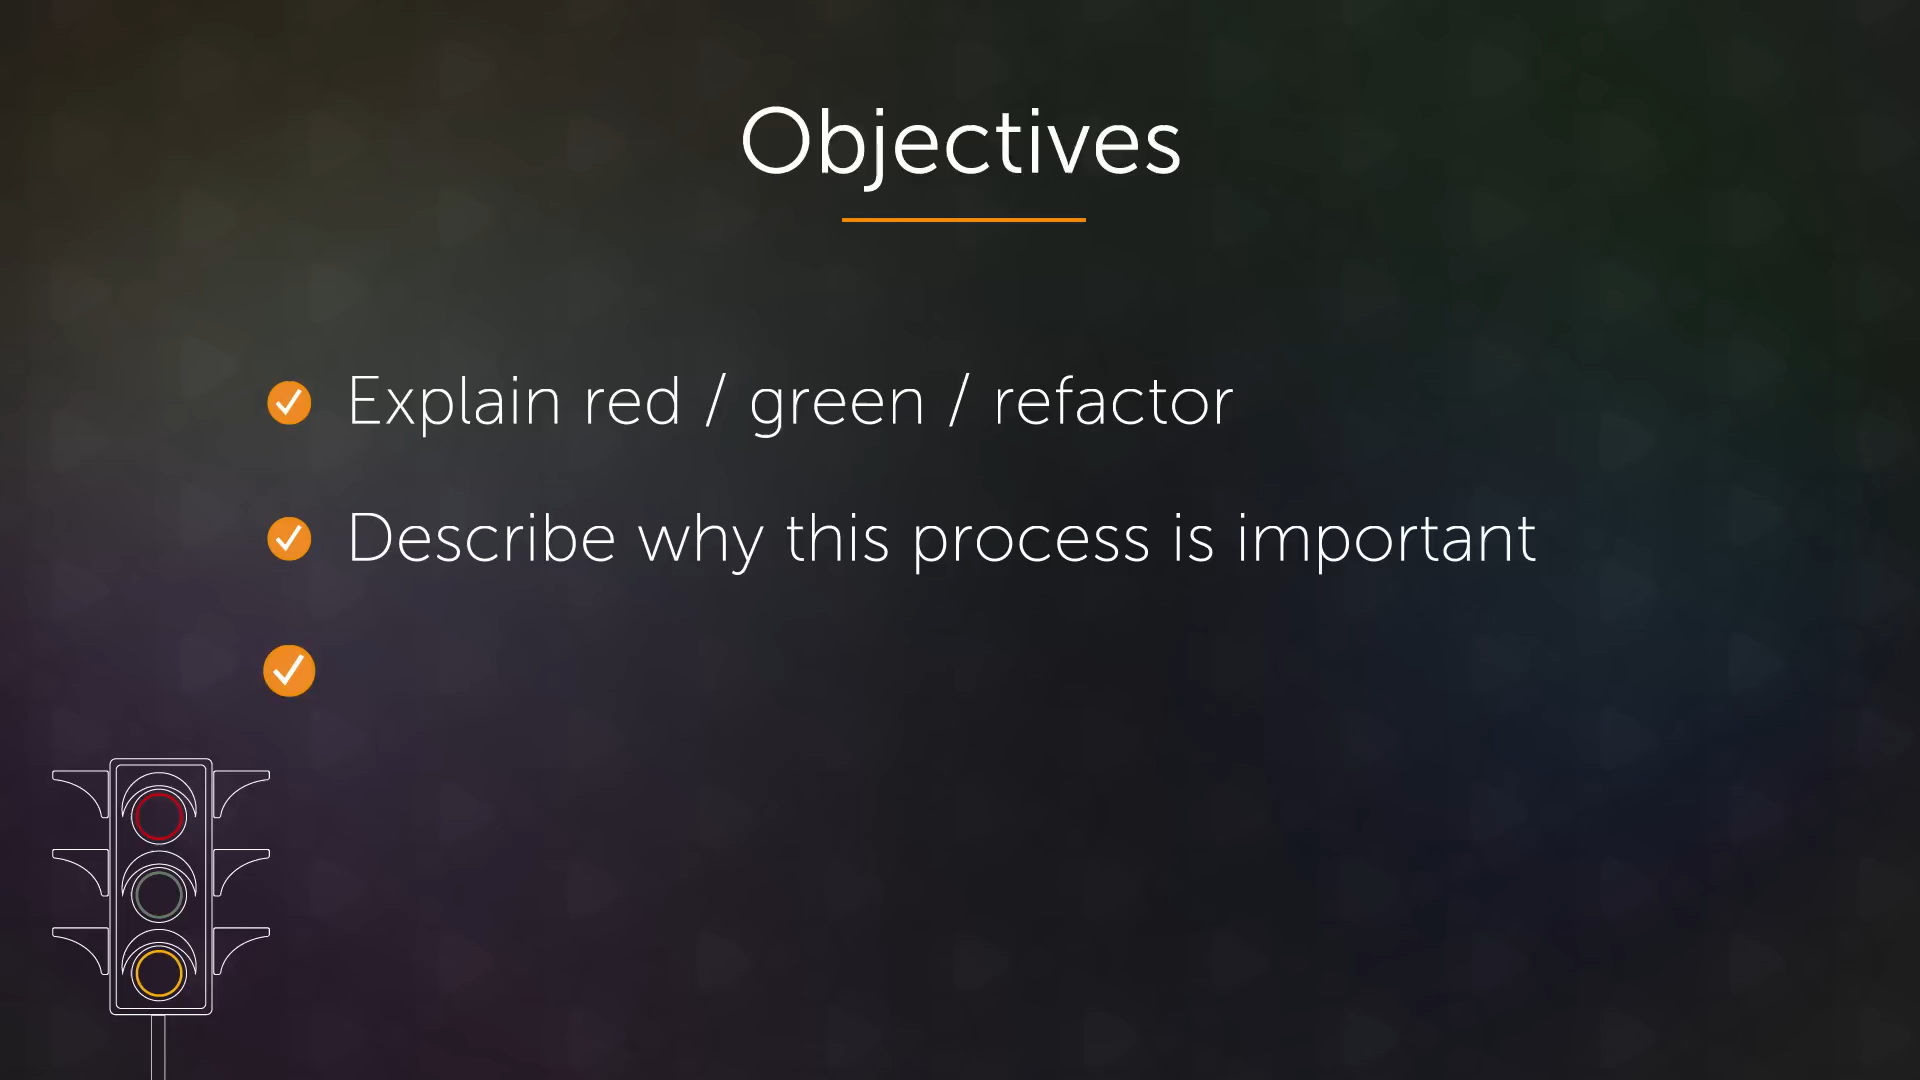 Objectives
Explain red / green / refactor
Describe why this process is important